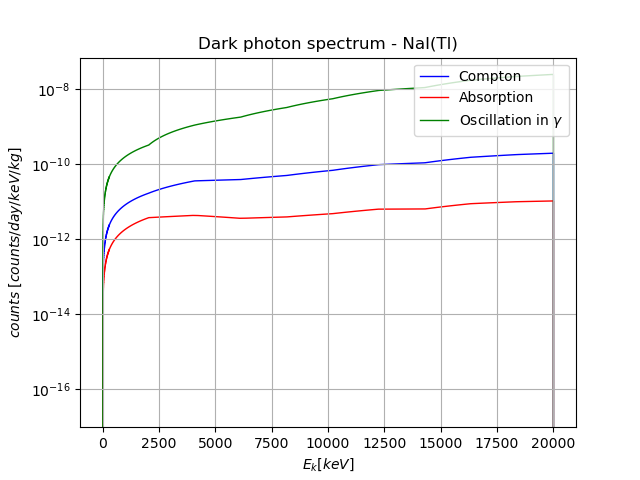 Dark photon spectrum - NaI(Tl)
Compton
Absorption
Oscillation in γ
10⁻⁸
10⁻¹⁰
10⁻¹²
10⁻¹⁴
10⁻¹⁶
counts [counts/day/keV/kg]
0 2500 5000 7500 10000 12500 15000 17500 20000
Eₖ[keV]